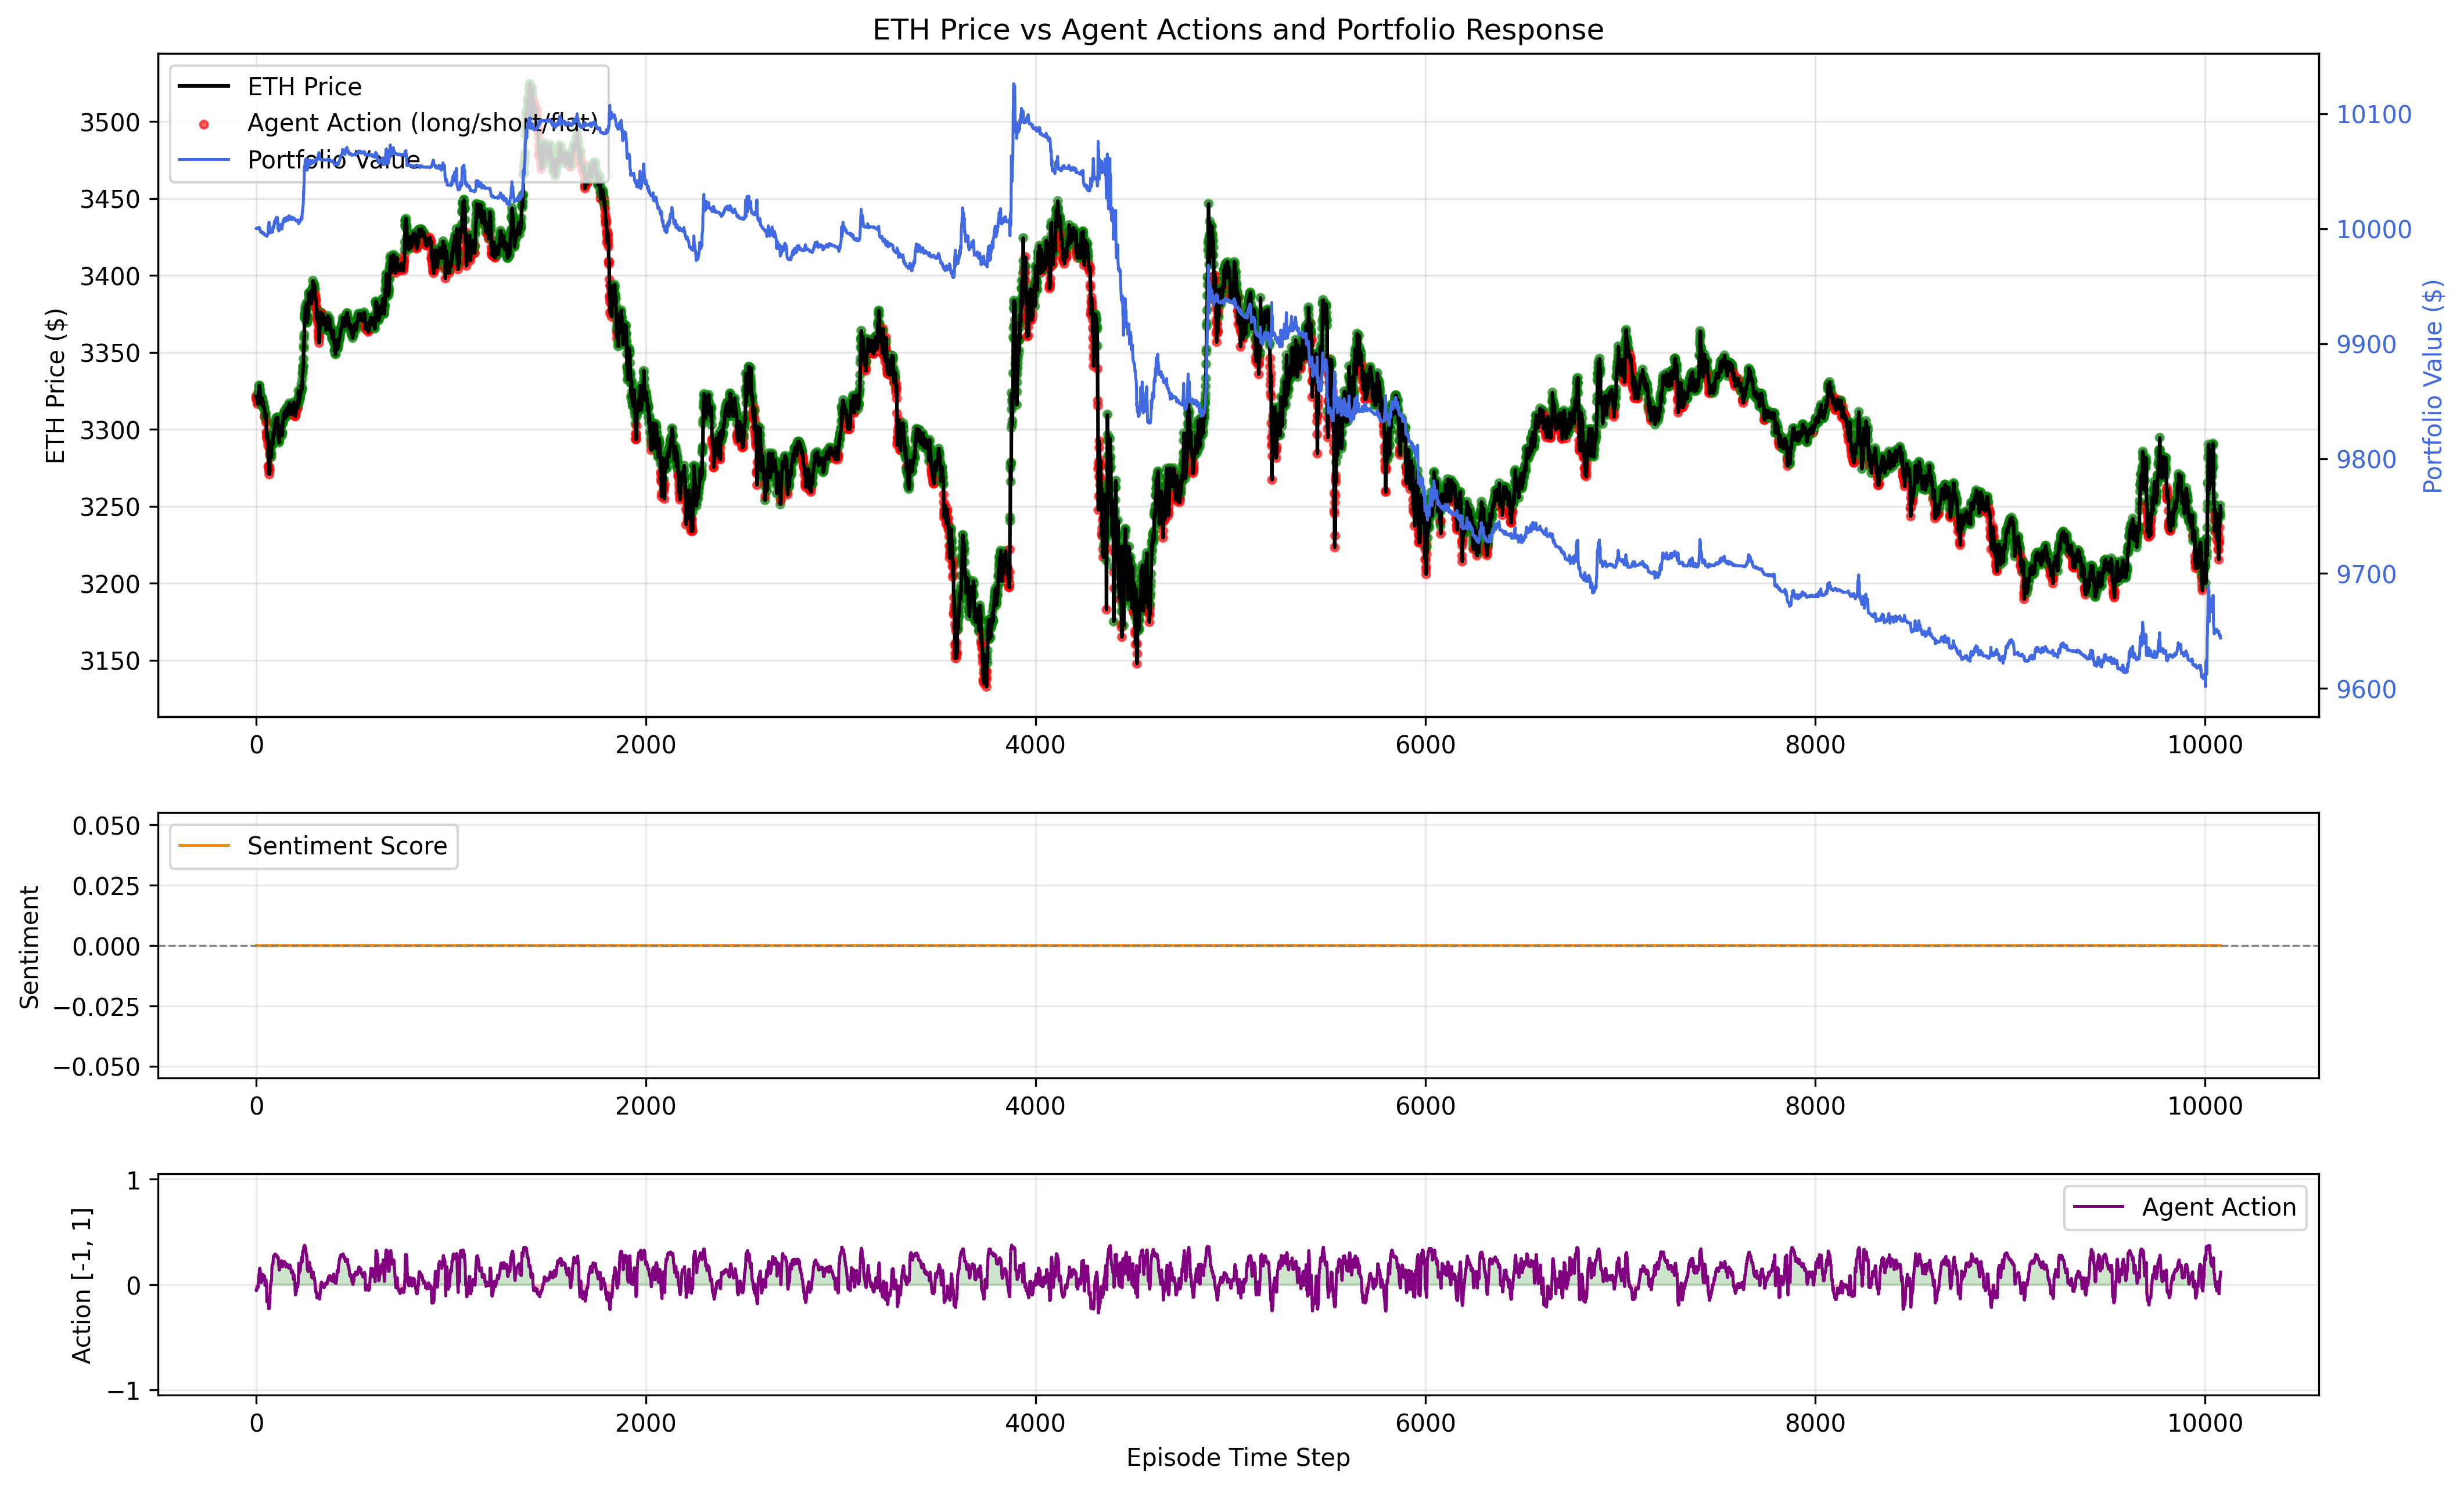 ETH Price vs Agent Actions and Portfolio Response
ETH Price
Agent Action (long/short/flat)
Portfolio Value
ETH Price ($)
3500
3450
3400
3350
3300
3250
3200
3150
10100
10000
9900
9800
9700
9600
Portfolio Value ($)
0 2000 4000 6000 8000 10000
Sentiment Score
Sentiment
0.050
0.025
0.000
−0.025
−0.050
0 2000 4000 6000 8000 10000
Agent Action
Action [-1, 1]
1
0
−1
0 2000 4000 6000 8000 10000
Episode Time Step